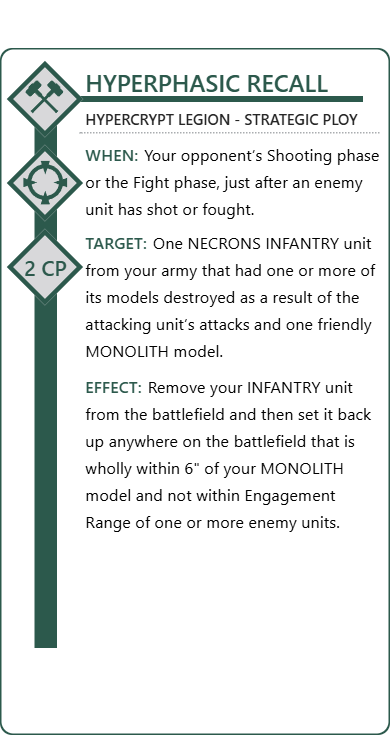 HYPERPHASIC RECALL
HYPERCRYPT LEGION - STRATEGIC PLOY
WHEN: Your opponent's Shooting phase
or the Fight phase, just after an enemy
unit has shot or fought.
2 CP
TARGET: One NECRONS INFANTRY unit
from your army that had one or more of
its models destroyed as a result of the
attacking unit's attacks and one friendly
MONOLITH model.
EFFECT: Remove your INFANTRY unit
from the battlefield and then set it back
up anywhere on the battlefield that is
wholly within 6" of your MONOLITH
model and not within Engagement
Range of one or more enemy units.